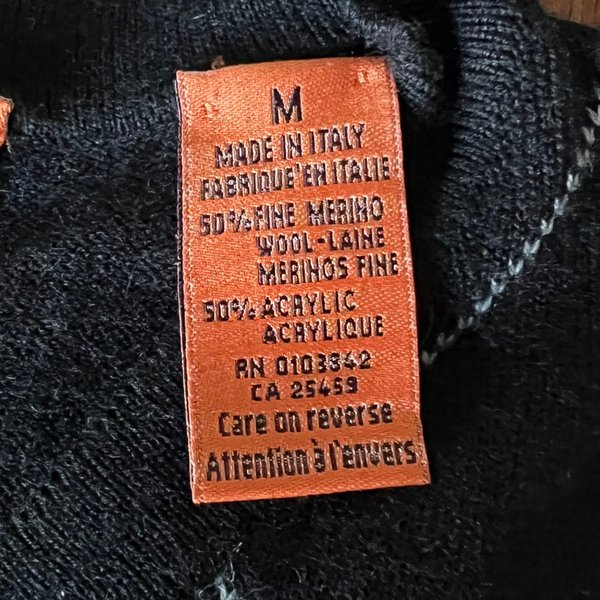 M
MADE IN ITALY
FABRIQUE'EN ITALIE
50% FINE MERINO
WOOL-LAINE
MERINOS FINE
50% ACRYLIC
ACRYLIQUE
RN 0103842
CA 25459
Care on reverse
Attention à l'envers